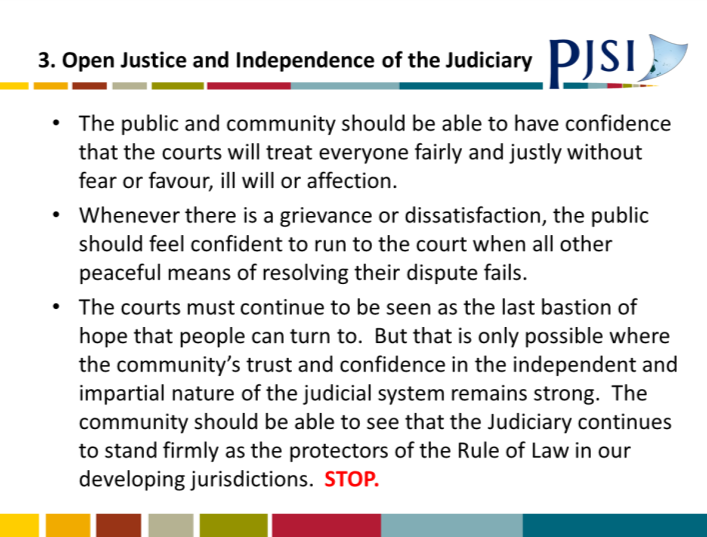 3. Open Justice and Independence of the Judiciary
PJSI
• The public and community should be able to have confidence
that the courts will treat everyone fairly and justly without
fear or favour, ill will or affection.
• Whenever there is a grievance or dissatisfaction, the public
should feel confident to run to the court when all other
peaceful means of resolving their dispute fails.
• The courts must continue to be seen as the last bastion of
hope that people can turn to.  But that is only possible where
the community’s trust and confidence in the independent and
impartial nature of the judicial system remains strong.  The
community should be able to see that the Judiciary continues
to stand firmly as the protectors of the Rule of Law in our
developing jurisdictions.  STOP.